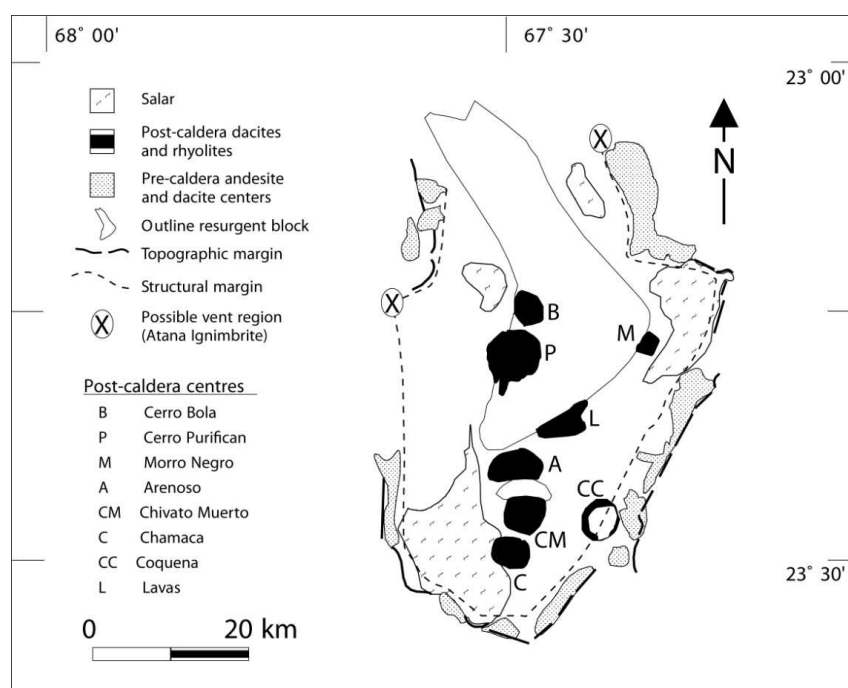 68° 00'
67° 30'
23° 00'
Salar
Post-caldera dacites
and rhyolites
Pre-caldera andesite
and dacite centers
Outline resurgent block
Topographic margin
Structural margin
X
Possible vent region
(Atana Ignimbrite)
Post-caldera centres
B Cerro Bola
P Cerro Purifican
M Morro Negro
A Arenoso
CM Chivato Muerto
C Chamaca
CC Coquena
L Lavas
0 20 km
X
N
X
B
M
P
L
A
CC
CM
C
23° 30'